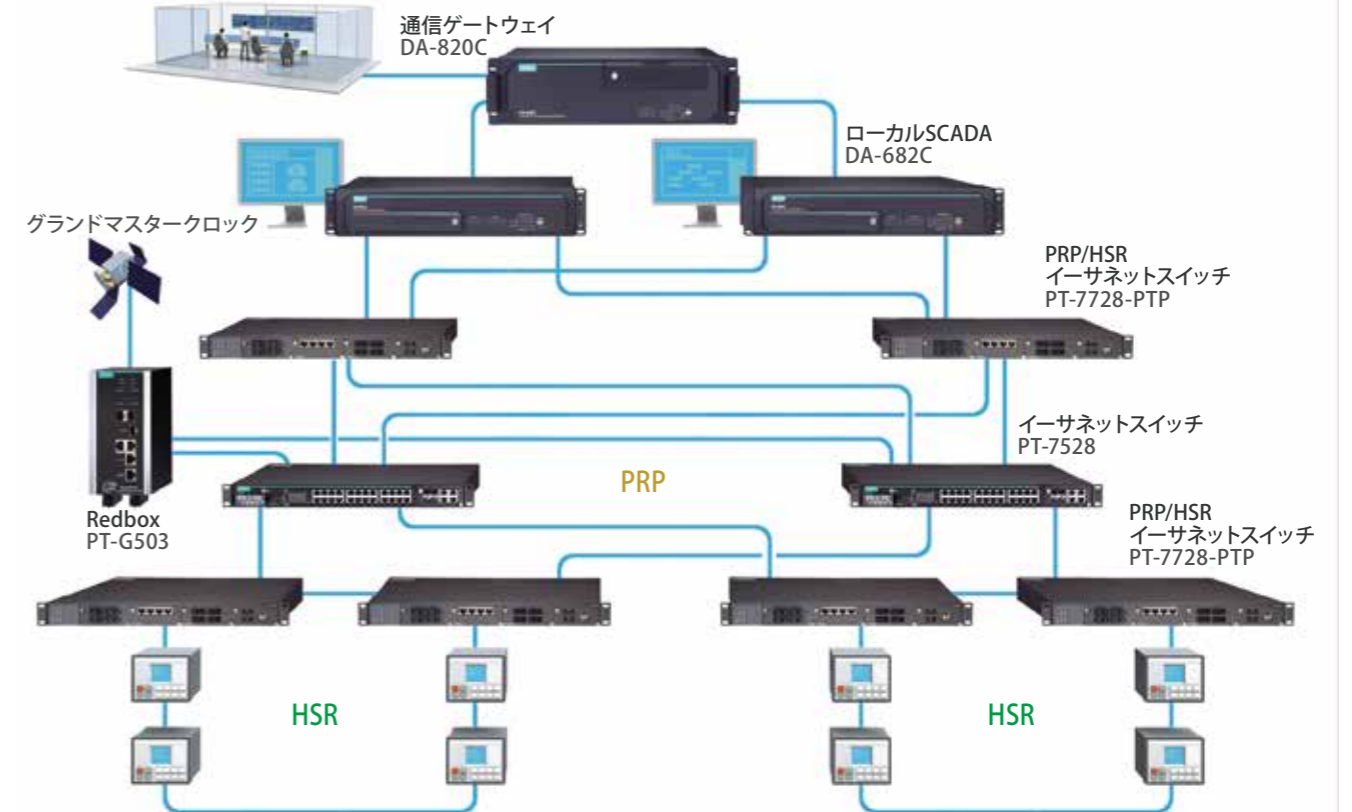 通信ゲートウェイ
DA-820C
ローカルSCADA
DA-682C
グランドマスタークロック
PRP/HSR
イーサネットスイッチ
PT-7728-PTP
イーサネットスイッチ
PT-7528
PRP
Redbox
PT-G503
PRP/HSR
イーサネットスイッチ
PT-7728-PTP
HSR
HSR